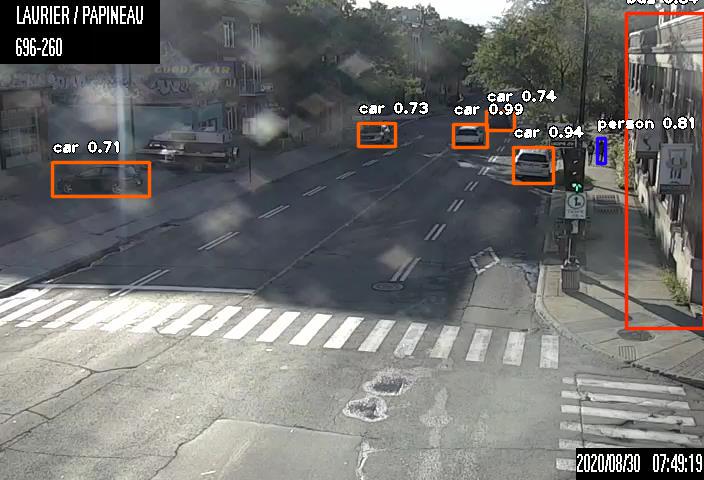 LAURIER / PAPINEAU
696-260
GOODYEAR
car 0.71
car 0.73
car 0.99
car 0.74
car 0.94
person 0.81
2020/08/30 07:49:19